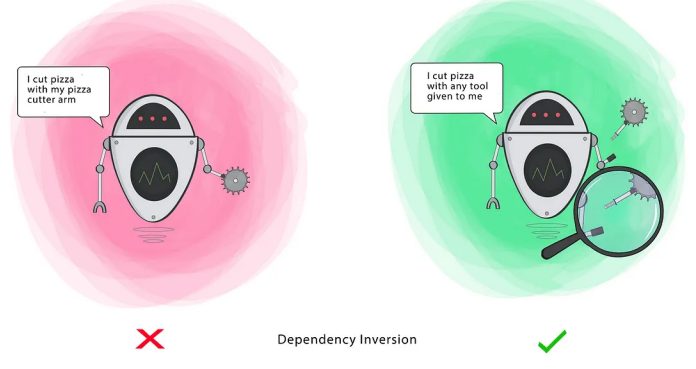 I cut pizza
with my pizza
cutter arm
I cut pizza
with any tool
given to me
Dependency Inversion